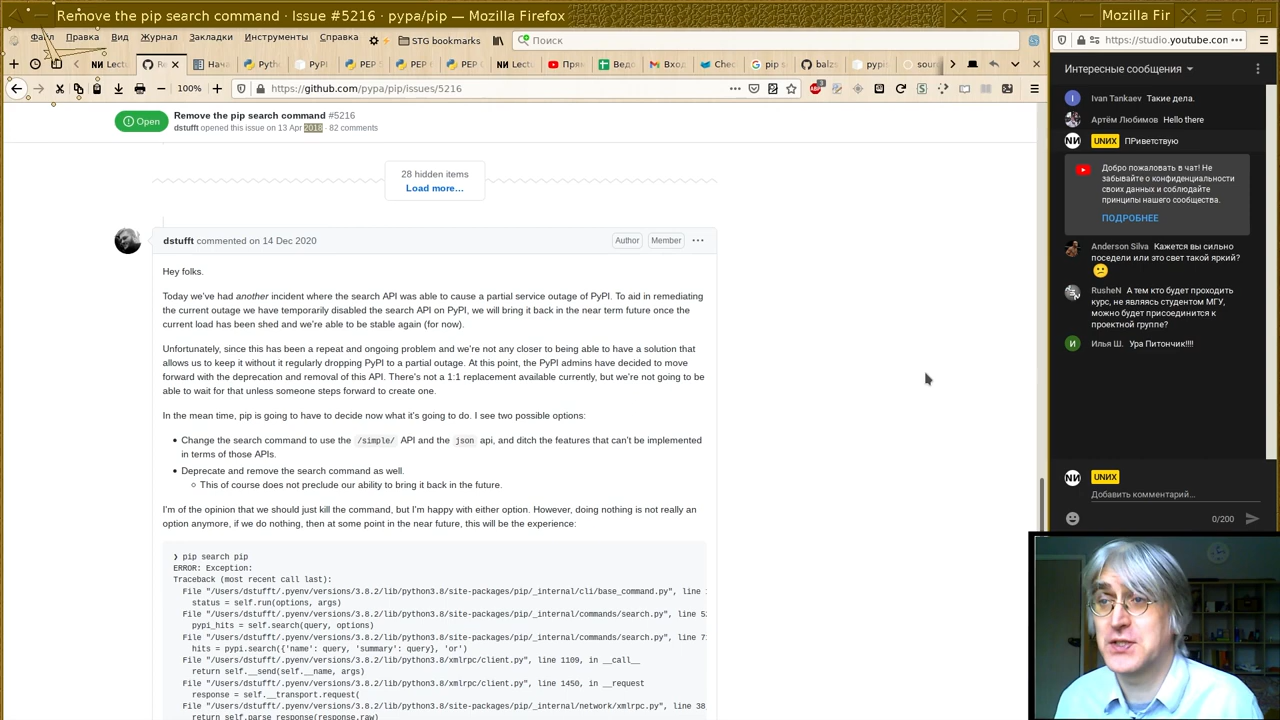 Remove the pip search command · Issue #5216 · pypa/pip — Mozilla Firefox
Файл Правка Вид Журнал Закладки Инструменты Справка
STG bookmarks
Поиск
Lectu
Re
Нача
Pytho
PyPI
PEP
PEP
PEP
Lectu
Прям
Ведо
Вход
Chec
pip s
balzs
pypis
soun
100%
https://github.com/pypa/pip/issues/5216
3
Open
Remove the pip search command #5216
dstufft opened this issue on 13 Apr 2018 · 82 comments
28 hidden items
Load more…
dstufft commented on 14 Dec 2020
Author
Member
Hey folks.
Today we've had another incident where the search API was able to cause a partial service outage of PyPI. To aid in remediating
the current outage we have temporarily disabled the search API on PyPI, we will bring it back in the near term future once the
current load has been shed and we're able to be stable again (for now).
Unfortunately, since this has been a repeat and ongoing problem and we're not any closer to being able to have a solution that
allows us to keep it without it regularly dropping PyPI to a partial outage. At this point, the PyPI admins have decided to move
forward with the deprecation and removal of this API. There's not a 1:1 replacement available currently, but we're not going to be
able to wait for that unless someone steps forward to create one.
In the mean time, pip is going to have to decide now what it's going to do. I see two possible options:
• Change the search command to use the /simple/ API and the json api, and ditch the features that can't be implemented
in terms of those APIs.
• Deprecate and remove the search command as well.
○ This of course does not preclude our ability to bring it back in the future.
I'm of the opinion that we should just kill the command, but I'm happy with either option. However, doing nothing is not really an
option anymore, if we do nothing, then at some point in the near future, this will be the experience:
❯ pip search pip
ERROR: Exception:
Traceback (most recent call last):
File "/Users/dstufft/.pyenv/versions/3.8.2/lib/python3.8/site-packages/pip/_internal/cli/base_command.py", line
status = self.run(options, args)
File "/Users/dstufft/.pyenv/versions/3.8.2/lib/python3.8/site-packages/pip/_internal/commands/search.py", line 5
pypi_hits = self.search(query, options)
File "/Users/dstufft/.pyenv/versions/3.8.2/lib/python3.8/site-packages/pip/_internal/commands/search.py", line 7
hits = pypi.search({'name': query, 'summary': query}, 'or')
File "/Users/dstufft/.pyenv/versions/3.8.2/lib/python3.8/xmlrpc/client.py", line 1109, in __call__
return self.__send(self.__name, args)
File "/Users/dstufft/.pyenv/versions/3.8.2/lib/python3.8/xmlrpc/client.py", line 1450, in __request
response = self.__transport.request(
File "/Users/dstufft/.pyenv/versions/3.8.2/lib/python3.8/site-packages/pip/_internal/network/xmlrpc.py", line 38
return self.parse_response(response.raw)
Mozilla Fir
https://studio.youtube.con
Интересные сообщения
Ivan Tankaev Такие дела.
Артём Любимов Hello there
UNИX ПРиветствую
Добро пожаловать в чат! Не
забывайте о конфиденциальности
своих данных и соблюдайте
принципы нашего сообщества.
ПОДРОБНЕЕ
Anderson Silva Кажется вы сильно
поседели или это свет такой яркий?
RusheN А тем кто будет проходить
курс, не являясь студентом МГУ,
можно будет присоединится к
проектной группе?
Илья Ш. Ура Питончик!!!!
UNИX
Добавить комментарий…
0/200